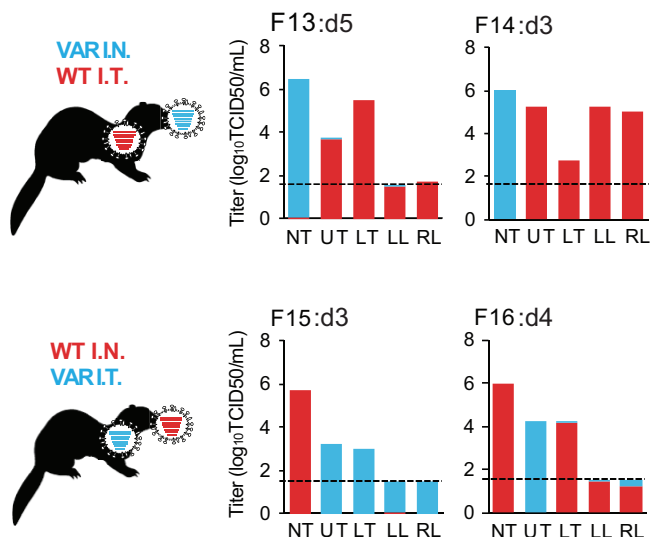 VAR I.N.
WT I.T.
F13:d5
Titer (log10TCID50/mL)
8
6
4
2
0
NT UT LT LL RL
F14:d3
8
6
4
2
0
NT UT LT LL RL
WT I.N.
VAR I.T.
F15:d3
Titer (log10TCID50/mL)
8
6
4
2
0
NT UT LT LL RL
F16:d4
8
6
4
2
0
NT UT LT LL RL